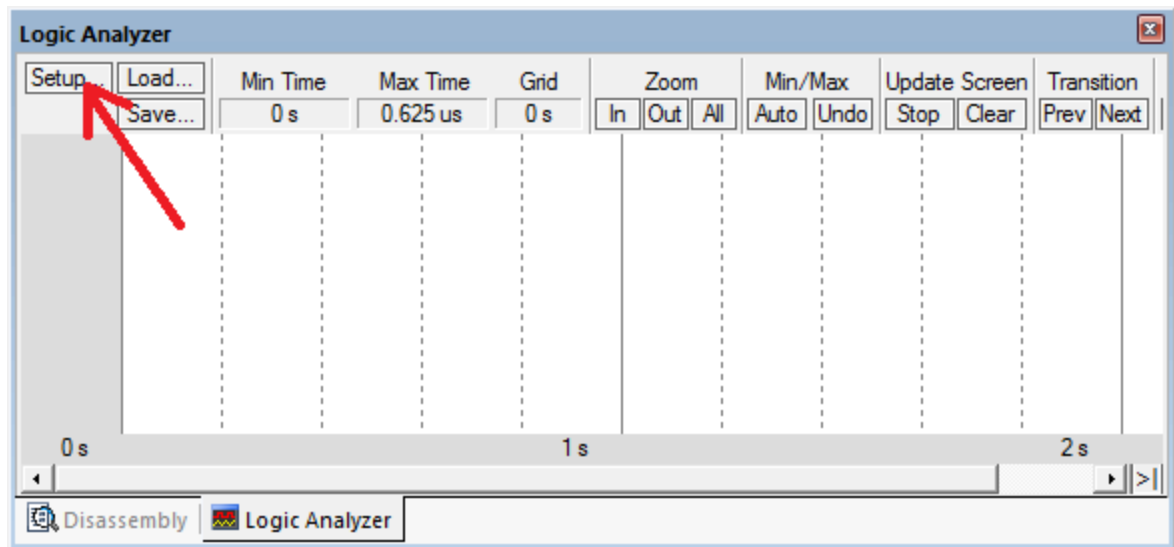 Logic Analyzer
Setup... Load... Min Time Max Time Grid Zoom Min/Max Update Screen Transition
Save... 0 s 0.625 us 0 s In Out All Auto Undo Stop Clear Prev Next
0 s 1 s 2 s
>|
Disassembly Logic Analyzer